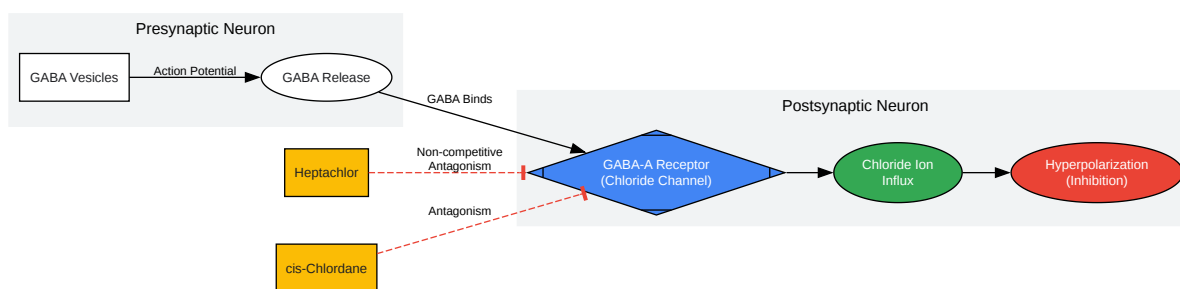 Presynaptic Neuron
GABA Vesicles
Action Potential
GABA Release
GABA Binds
Postsynaptic Neuron
Heptachlor
Non-competitive
Antagonism
GABA-A Receptor
(Chloride Channel)
Chloride Ion
Influx
Hyperpolarization
(Inhibition)
Antagonism
cis-Chlordane